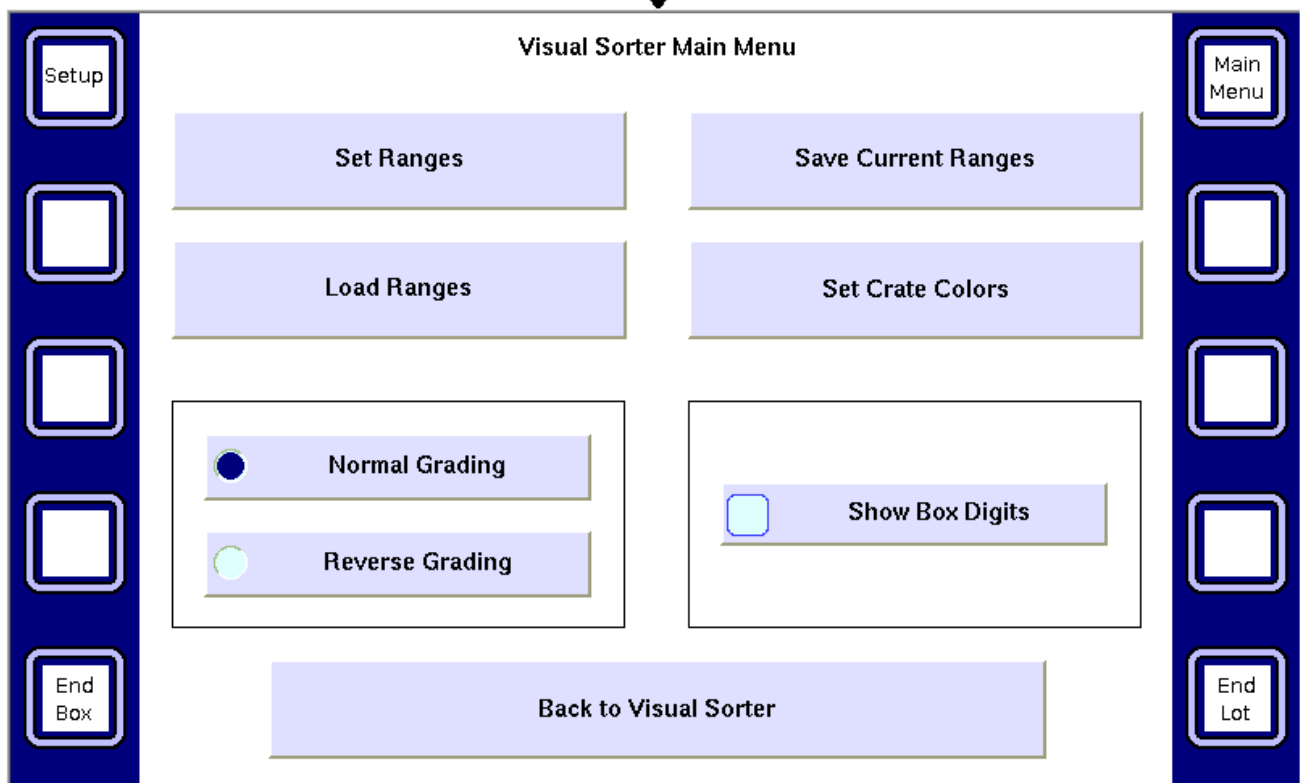 Visual Sorter Main Menu
Setup
Main
Menu
Set Ranges
Save Current Ranges
Load Ranges
Set Crate Colors
Normal Grading
Show Box Digits
Reverse Grading
End
Box
Back to Visual Sorter
End
Lot